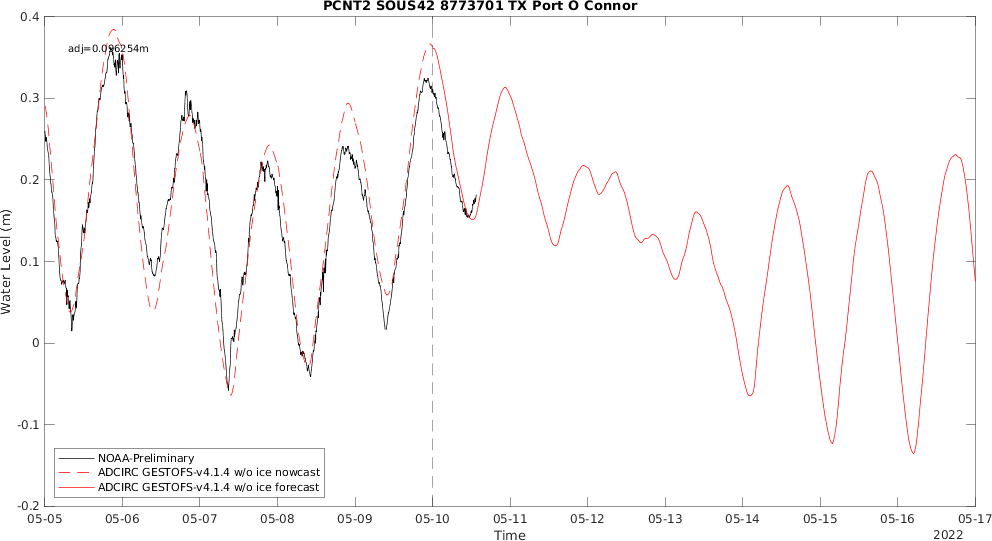 PCNT2 SOUS42 8773701 TX Port O Connor
0.4
adj=0.096254m
0.3
0.2
0.1
0
-0.1
-0.2
Water Level (m)
NOAA-Preliminary
ADCIRC GESTOFS-v4.1.4 w/o ice nowcast
ADCIRC GESTOFS-v4.1.4 w/o ice forecast
05-05 05-06 05-07 05-08 05-09 05-10 05-11 05-12 05-13 05-14 05-15 05-16 05-17
Time
2022